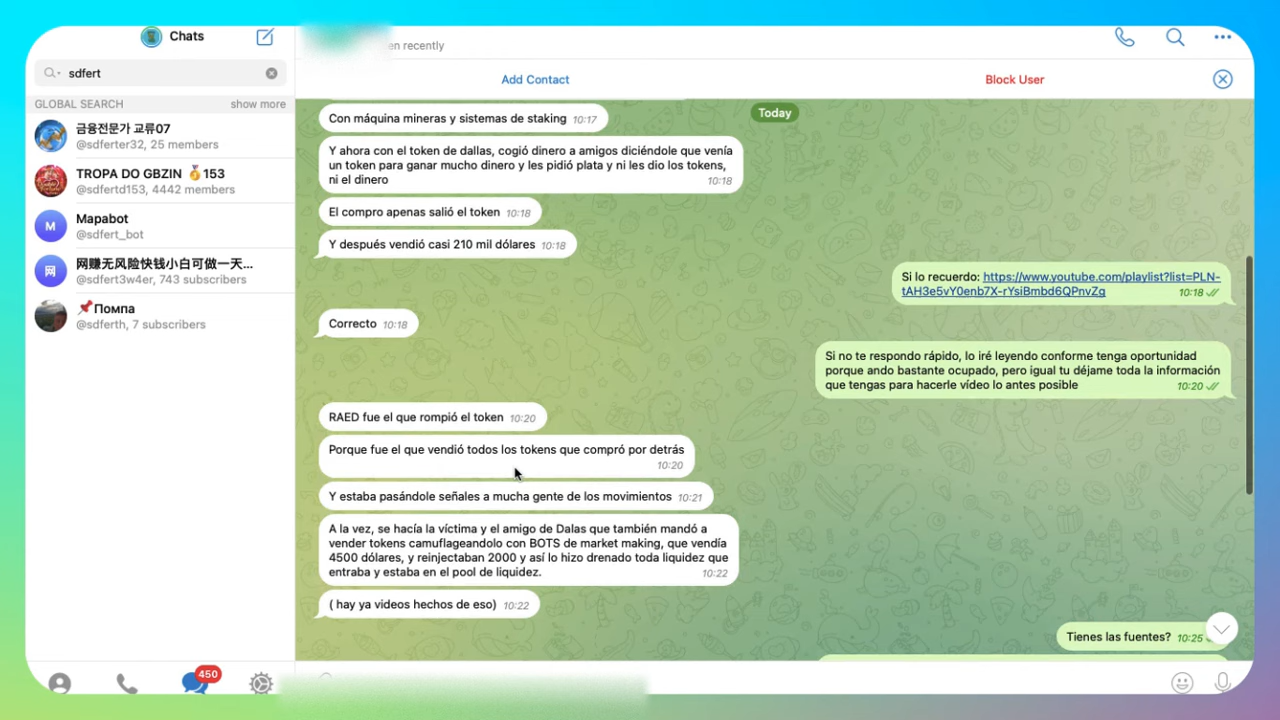 Chats
sdfert
GLOBAL SEARCH show more
금융전문가 교류07
@sdferter32, 25 members
TROPA DO GBZIN 🥇153
@sdfertd153, 4442 members
M
Mapabot
@sdfert_bot
网
网赚无风险快钱小白可做一天...
@sdfert3w4er, 743 subscribers
📌Помпа
@sdferth, 7 subscribers
450
en recently
Add Contact
Block User
Today
Con máquina mineras y sistemas de staking 10:17
Y ahora con el token de dallas, cogió dinero a amigos diciéndole que venía
un token para ganar mucho dinero y les pidió plata y ni les dio los tokens,
ni el dinero
10:18
El compro apenas salió el token 10:18
Y después vendió casi 210 mil dólares 10:18
Si lo recuerdo: https://www.youtube.com/playlist?list=PLN-
tAH3e5vY0enb7X-rYsiBmbd6QPnvZq 10:18
Correcto 10:18
Si no te respondo rápido, lo iré leyendo conforme tenga oportunidad
porque ando bastante ocupado, pero igual tu déjame toda la información
que tengas para hacerle vídeo lo antes posible 10:20
RAED fue el que rompió el token 10:20
Porque fue el que vendió todos los tokens que compró por detrás
10:20
Y estaba pasándole señales a mucha gente de los movimientos 10:21
A la vez, se hacía la víctima y el amigo de Dalas que también mandó a
vender tokens camuflageandolo con BOTS de market making, que vendía
4500 dólares, y reinjectaban 2000 y así lo hizo drenado toda liquidez que
entraba y estaba en el pool de liquidez. 10:22
( hay ya videos hechos de eso) 10:22
Tienes las fuentes? 10:25